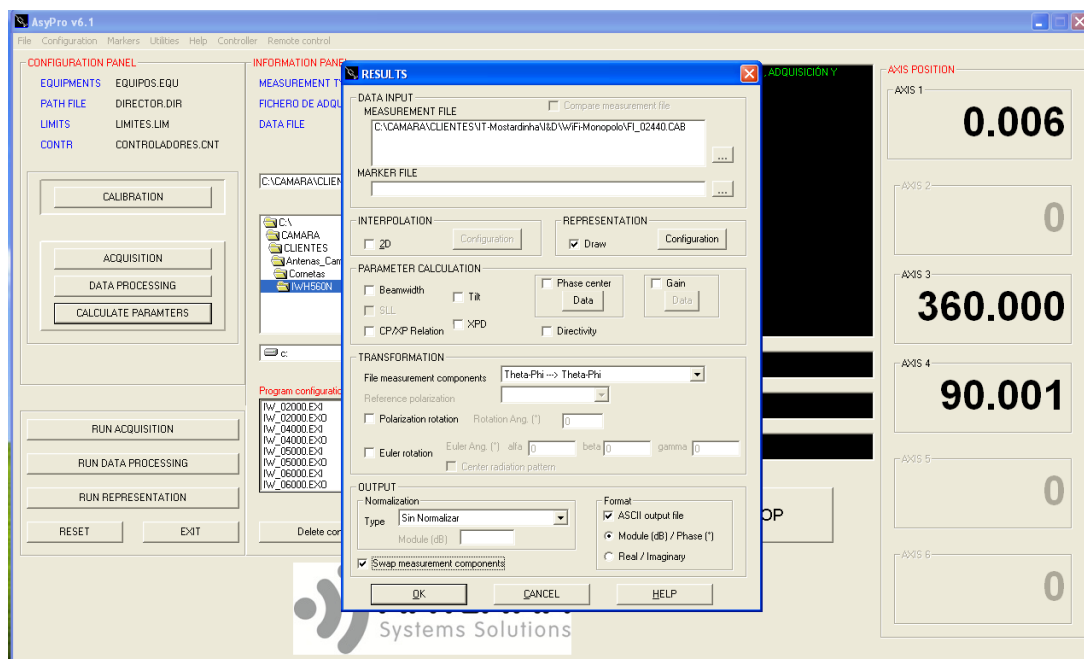 AsyPro v6.1
File Configuration Markers Utilities Help Controller Remote control
CONFIGURATION PANEL
EQUIPMENTS EQUIPOS.EQU
PATH FILE DIRECTOR.DIR
LIMITS LIMITES.LIM
CONTR CONTROLADORES.CNT
CALIBRATION
ACQUISITION
DATA PROCESSING
CALCULATE PARAMTERS
RUN ACQUISITION
RUN DATA PROCESSING
RUN REPRESENTATION
RESET EXIT
INFORMATION PANE
MEASUREMENT T
FICHERO DE ADQU
DATA FILE
C:\CAMARA\CLIEN
C:\
CAMARA
CLIENTES
Antenas_Cam
Cometas
IWH560N
c:
Program configuratio
IW_02000.EXI
IW_02000.EXO
IW_04000.EXI
IW_04000.EXO
IW_05000.EXI
IW_05000.EXO
IW_06000.EXI
IW_06000.EXO
Delete con
RESULTS
DATA INPUT
Compare measurement file
MEASUREMENT FILE
C:\CAMARA\CLIENTES\IT-Mostardinha\I&D\WiFi-Monopolo\FI_02440.CAB
...
MARKER FILE
...
INTERPOLATION
2D Configuration
REPRESENTATION
Draw Configuration
PARAMETER CALCULATION
Beamwidth
SLL
CP/XP Relation
Tilt
XPD
Phase center
Data
Directivity
Gain
Data
TRANSFORMATION
File measurement components Theta-Phi ---> Theta-Phi
Reference polarization
Polarization rotation Rotation Ang. (°) 0
Euler rotation Euler Ang. (°) alfa 0 beta 0 gamma 0
Center radiation pattern
OUTPUT
Normalization
Type Sin Normalizar
Module (dB)
Swap measurement components
Format
ASCII output file
Module (dB) / Phase (°)
Real / Imaginary
OK CANCEL HELP
Systems Solutions
, ADQUISICIÓN Y
OP
AXIS POSITION
AXIS 1
0.006
AXIS 2
0
AXIS 3
360.000
AXIS 4
90.001
AXIS 5
0
AXIS 6
0